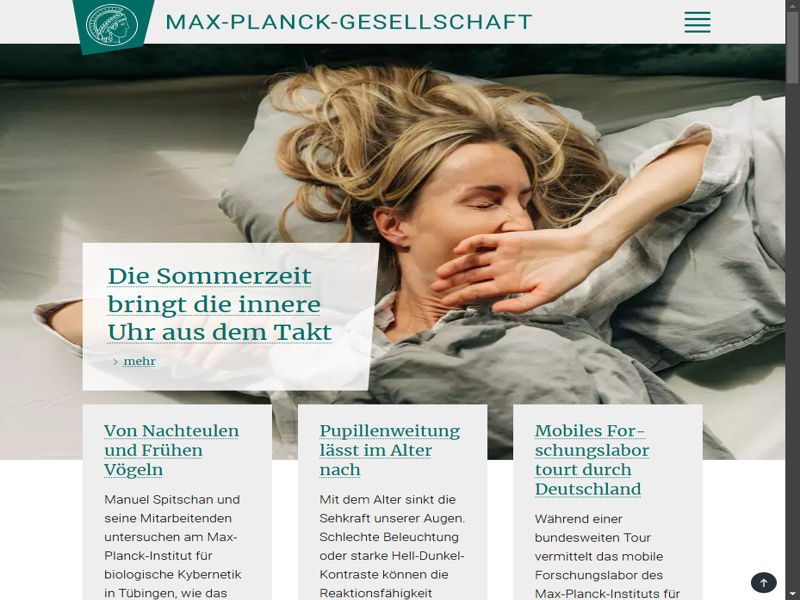 MAX-PLANCK-GESELLSCHAFT
Die Sommerzeit
bringt die innere
Uhr aus dem Takt
> mehr
Von Nachteulen
und Frühen
Vögeln
Manuel Spitschan und
seine Mitarbeitenden
untersuchen am Max-
Planck-Institut für
biologische Kybernetik
in Tübingen, wie das
Pupillenweitung
lässt im Alter
nach
Mit dem Alter sinkt die
Sehkraft unserer Augen.
Schlechte Beleuchtung
oder starke Hell-Dunkel-
Kontraste können die
Reaktionsfähigkeit
Mobiles For-
schungslabor
tourt durch
Deutschland
Während einer
bundesweiten Tour
vermittelt das mobile
Forschungslabor des
Max-Planck-Instituts für